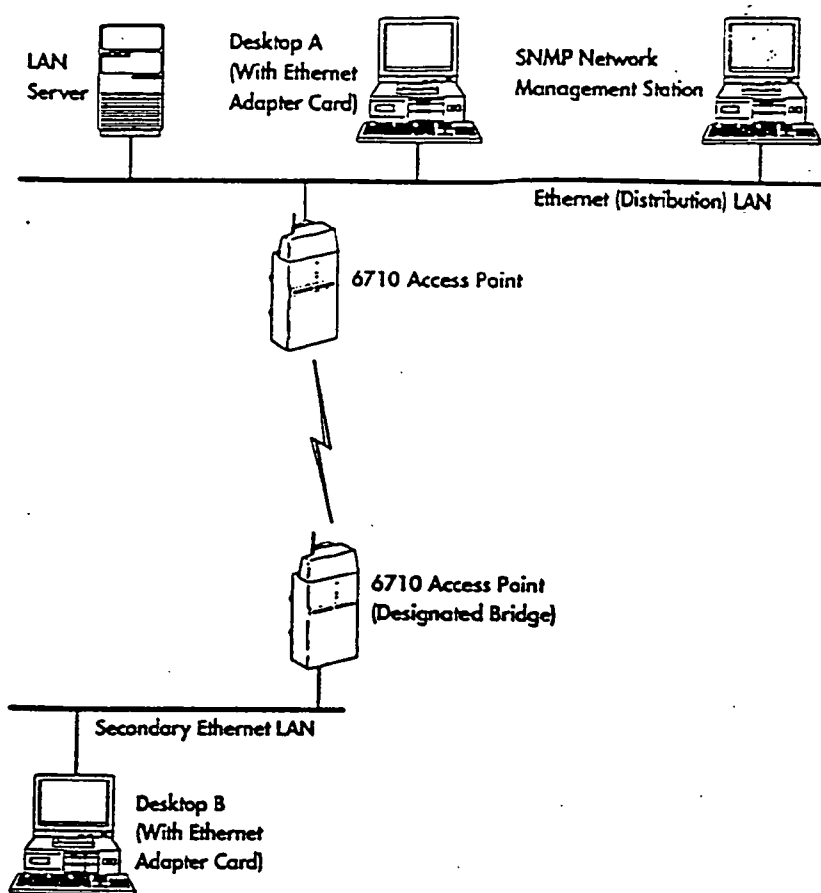 LAN
Server
Desktop A
(With Ethernet
Adapter Card)
SNMP Network
Management Station
Ethernet (Distribution) LAN
6710 Access Point
6710 Access Point
(Designated Bridge)
Secondary Ethernet LAN
Desktop B
(With Ethernet
Adapter Card)